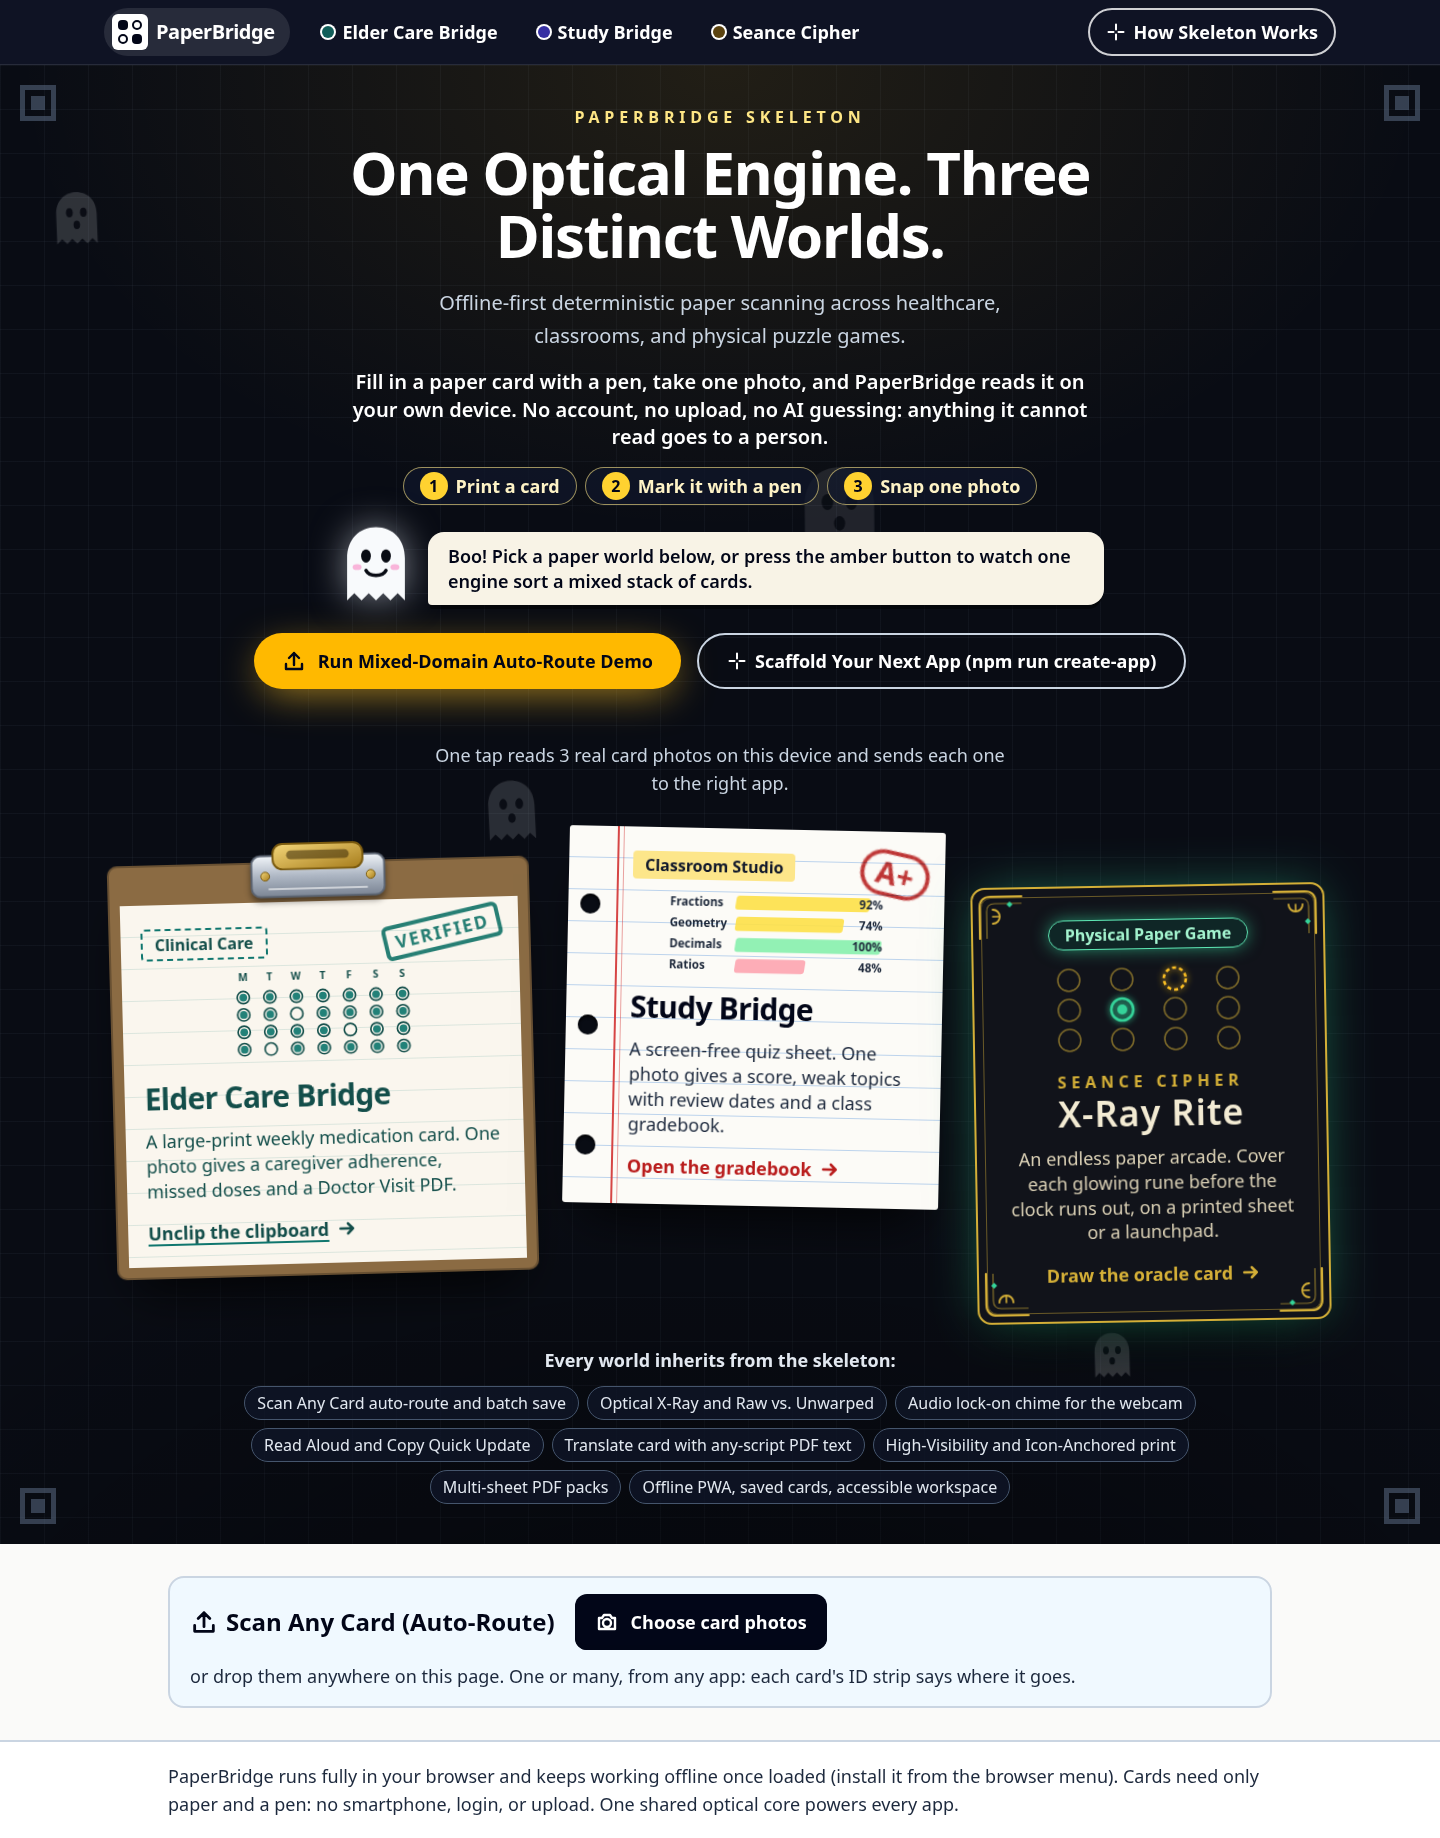 PaperBridge
Elder Care Bridge
Study Bridge
Seance Cipher
How Skeleton Works
PAPERBRIDGE SKELETON
One Optical Engine. Three
Distinct Worlds.
Offline-first deterministic paper scanning across healthcare,
classrooms, and physical puzzle games.
Fill in a paper card with a pen, take one photo, and PaperBridge reads it on
your own device. No account, no upload, no AI guessing: anything it cannot
read goes to a person.
1 Print a card
2 Mark it with a pen
3 Snap one photo
Boo! Pick a paper world below, or press the amber button to watch one
engine sort a mixed stack of cards.
Run Mixed-Domain Auto-Route Demo
Scaffold Your Next App (npm run create-app)
One tap reads 3 real card photos on this device and sends each one
to the right app.
Clinical Care
VERIFIED
M T W T F S S
Elder Care Bridge
A large-print weekly medication card. One
photo gives a caregiver adherence,
missed doses and a Doctor Visit PDF.
Unclip the clipboard →
Classroom Studio
A+
Fractions 92%
Geometry 74%
Decimals 100%
Ratios 48%
Study Bridge
A screen-free quiz sheet. One
photo gives a score, weak topics
with review dates and a class
gradebook.
Open the gradebook →
Physical Paper Game
SEANCE CIPHER
X-Ray Rite
An endless paper arcade. Cover
each glowing rune before the
clock runs out, on a printed sheet
or a launchpad.
Draw the oracle card →
Every world inherits from the skeleton:
Scan Any Card auto-route and batch save
Optical X-Ray and Raw vs. Unwarped
Audio lock-on chime for the webcam
Read Aloud and Copy Quick Update
Translate card with any-script PDF text
High-Visibility and Icon-Anchored print
Multi-sheet PDF packs
Offline PWA, saved cards, accessible workspace
Scan Any Card (Auto-Route)
Choose card photos
or drop them anywhere on this page. One or many, from any app: each card's ID strip says where it goes.
PaperBridge runs fully in your browser and keeps working offline once loaded (install it from the browser menu). Cards need only
paper and a pen: no smartphone, login, or upload. One shared optical core powers every app.